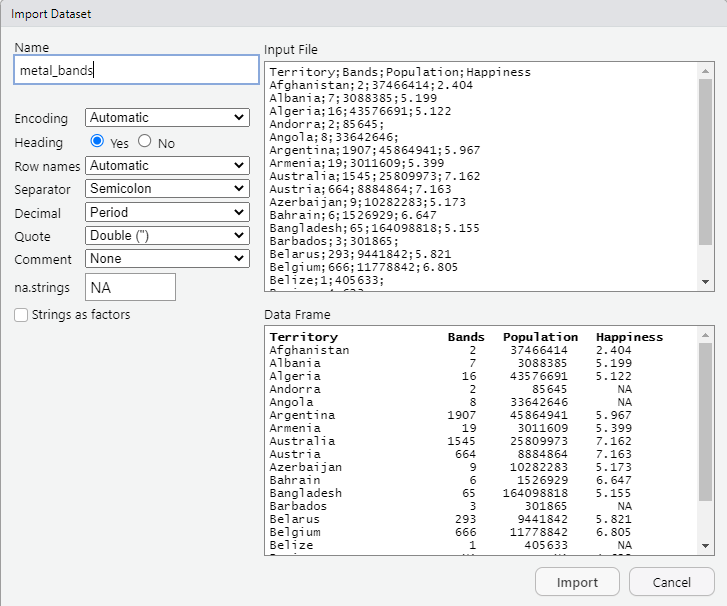 Import Dataset
Name
metal_bands
Encoding Automatic
Heading Yes No
Row names Automatic
Separator Semicolon
Decimal Period
Quote Double (")
Comment None
na.strings NA
Strings as factors
Input File
Territory;Bands;Population;Happiness
Afghanistan;2;37466414;2.404
Albania;7;3088385;5.199
Algeria;16;43576691;5.122
Andorra;2;85645;
Angola;8;33642646;
Argentina;1907;45864941;5.967
Armenia;19;3011609;5.399
Australia;1545;25809973;7.162
Austria;664;8884864;7.163
Azerbaijan;9;10282283;5.173
Bahrain;6;1526929;6.647
Bangladesh;65;164098818;5.155
Barbados;3;301865;
Belarus;293;9441842;5.821
Belgium;666;11778842;6.805
Belize;1;405633;
Data Frame
Territory Bands Population Happiness
Afghanistan 2 37466414 2.404
Albania 7 3088385 5.199
Algeria 16 43576691 5.122
Andorra 2 85645 NA
Angola 8 33642646 NA
Argentina 1907 45864941 5.967
Armenia 19 3011609 5.399
Australia 1545 25809973 7.162
Austria 664 8884864 7.163
Azerbaijan 9 10282283 5.173
Bahrain 6 1526929 6.647
Bangladesh 65 164098818 5.155
Barbados 3 301865 NA
Belarus 293 9441842 5.821
Belgium 666 11778842 6.805
Belize 1 405633 NA
Import Cancel